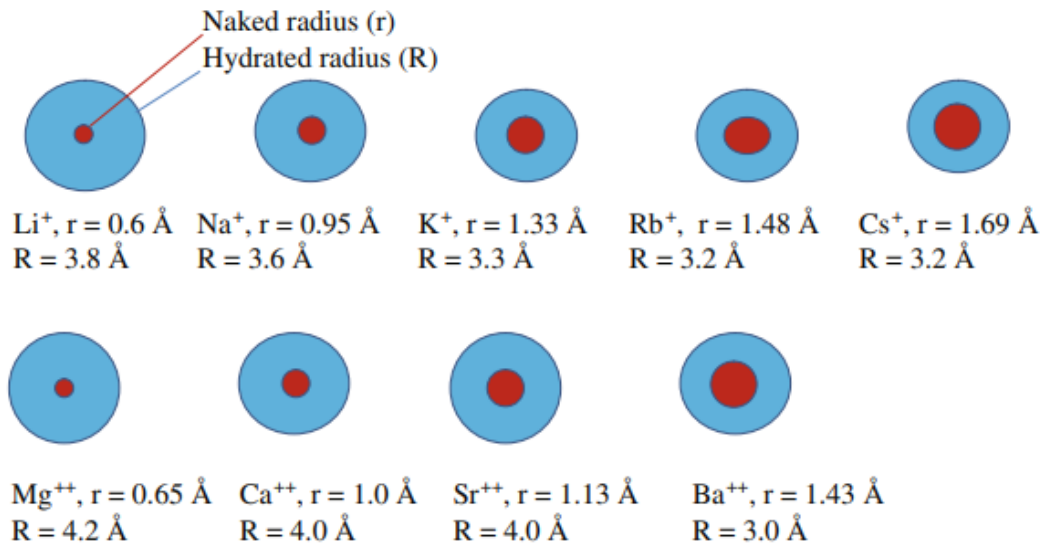 Naked radius (r)
Hydrated radius (R)
Li⁺, r = 0.6 Å
R = 3.8 Å
Na⁺, r = 0.95 Å
R = 3.6 Å
K⁺, r = 1.33 Å
R = 3.3 Å
Rb⁺, r = 1.48 Å
R = 3.2 Å
Cs⁺, r = 1.69 Å
R = 3.2 Å
Mg⁺⁺, r = 0.65 Å
R = 4.2 Å
Ca⁺⁺, r = 1.0 Å
R = 4.0 Å
Sr⁺⁺, r = 1.13 Å
R = 4.0 Å
Ba⁺⁺, r = 1.43 Å
R = 3.0 Å